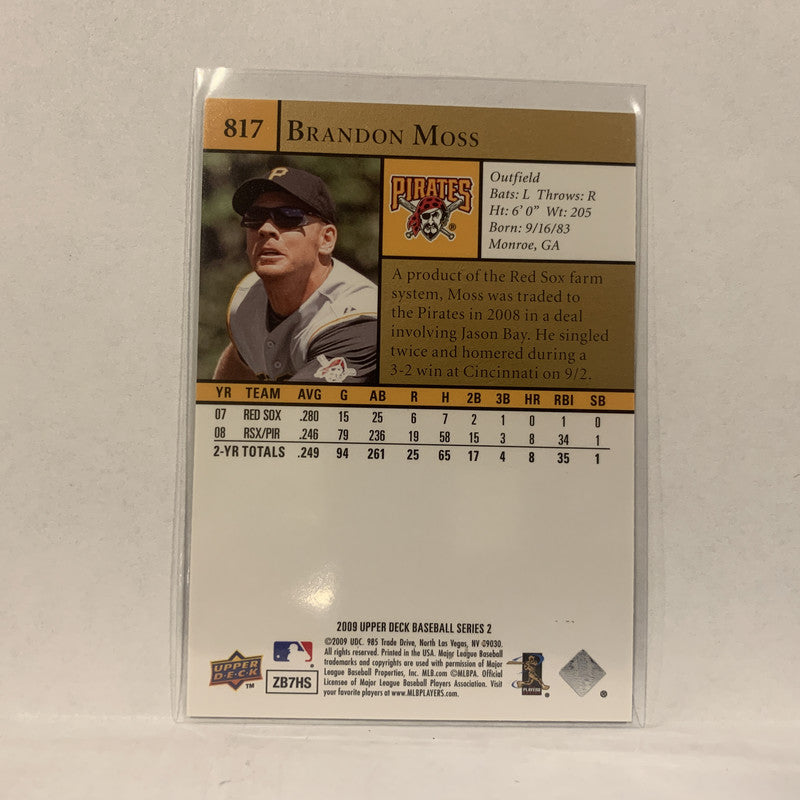 817 BRANDON MOSS
P
PIRATES
®
Outfield
Bats: L Throws: R
Ht: 6' 0" Wt: 205
Born: 9/16/83
Monroe, GA
A product of the Red Sox farm
system, Moss was traded to
the Pirates in 2008 in a deal
involving Jason Bay. He singled
twice and homered during a
3-2 win at Cincinnati on 9/2.
YR TEAM AVG G AB R H 2B 3B HR RBI SB
07 RED SOX .280 15 25 6 7 2 1 0 1 0
08 RSX/PIR .246 79 236 19 58 15 3 8 34 1
2-YR TOTALS .249 94 261 25 65 17 4 8 35 1
2009 UPPER DECK BASEBALL SERIES 2
©2009 UDC. 985 Trade Drive, North Las Vegas, NV 89030.
All rights reserved. Printed in the USA. Major League Baseball
trademarks and copyrights are used with permission of Major
League Baseball Properties, Inc. MLB.com ©MLBPA. Official
Licensee of Major League Baseball Players Association. Visit
your favorite players at www.MLBPLAYERS.com.
UPPER DECK
TM
ZB7HS
PLAYERS
®